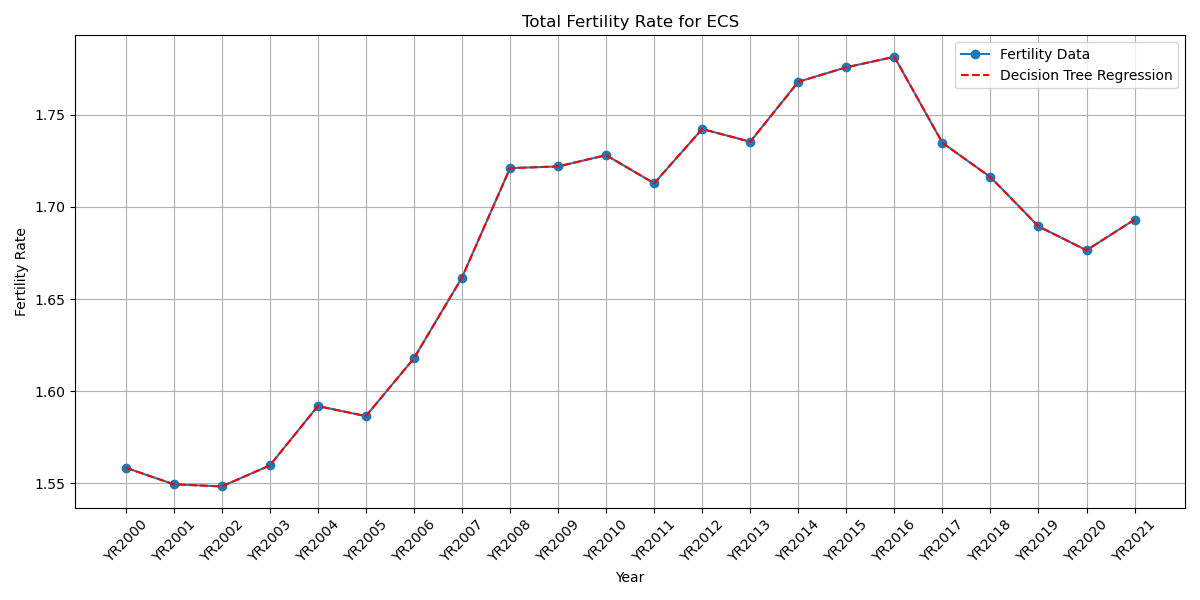 Total Fertility Rate for ECS
Fertility Data
Decision Tree Regression
Fertility Rate
1.75
1.70
1.65
1.60
1.55
YR2000
YR2001
YR2002
YR2003
YR2004
YR2005
YR2006
YR2007
YR2008
YR2009
YR2010
YR2011
YR2012
YR2013
YR2014
YR2015
YR2016
YR2017
YR2018
YR2019
YR2020
YR2021
Year